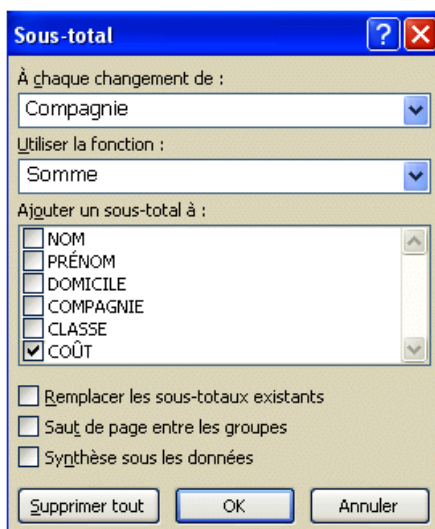 Sous-total
?
À chaque changement de :
Compagnie
Utiliser la fonction :
Somme
Ajouter un sous-total à :
NOM
PRÉNOM
DOMICILE
COMPAGNIE
CLASSE
COÛT
Remplacer les sous-totaux existants
Saut de page entre les groupes
Synthèse sous les données
Supprimer tout OK Annuler